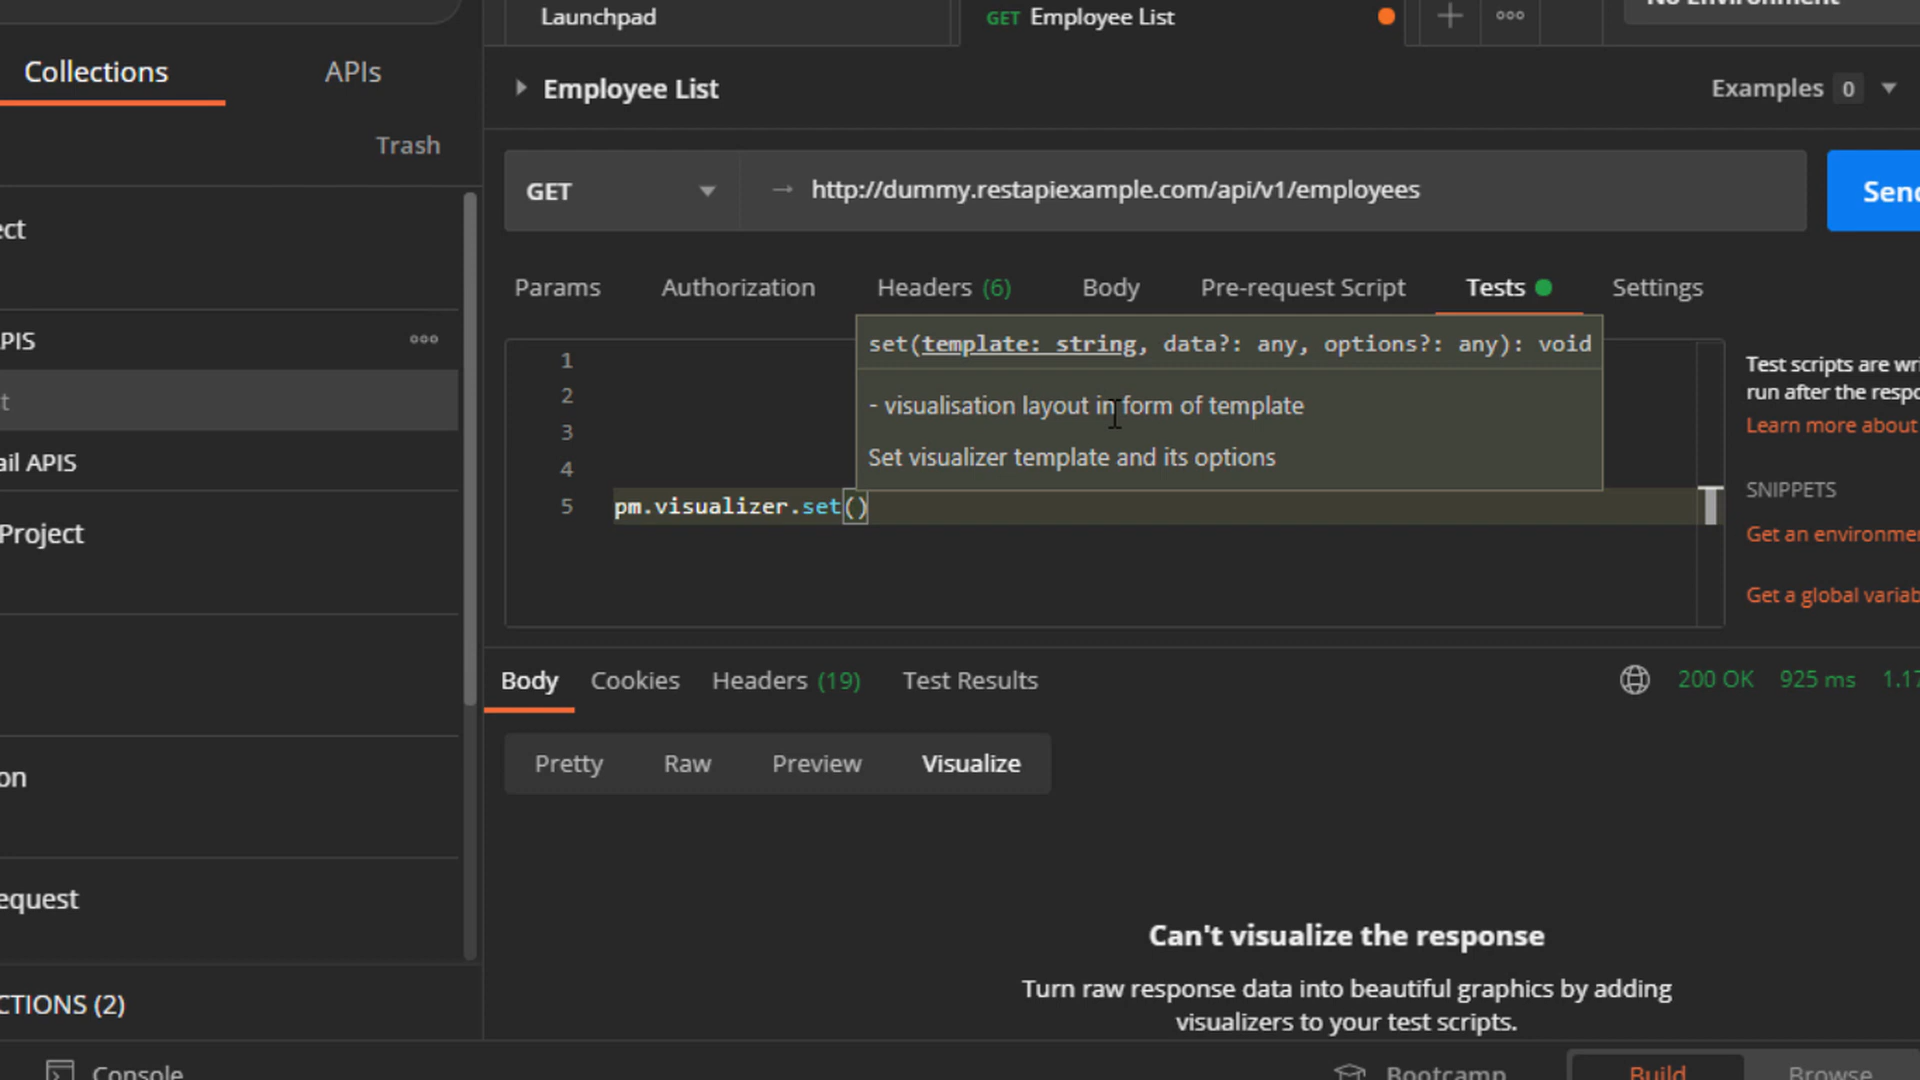 Launchpad
GET Employee List
No Environment
Collections
APIs
Employee List
Examples 0
Trash
GET
→ http://dummy.restapiexample.com/api/v1/employees
Send
ect
Params
Authorization
Headers (6)
Body
Pre-request Script
Tests
Settings
PIS
t
ail APIS
Project
on
equest
CTIONS (2)
1
2
3
4
5 pm.visualizer.set()
set(template: string, data?: any, options?: any): void
- visualisation layout in form of template
Set visualizer template and its options
Test scripts are wri
run after the respo
Learn more about
SNIPPETS
Get an environme
Get a global variab
Body
Cookies
Headers (19)
Test Results
200 OK
925 ms
1.17
Pretty
Raw
Preview
Visualize
Can't visualize the response
Turn raw response data into beautiful graphics by adding
visualizers to your test scripts.
Console
Bootcamp
Build
Browse